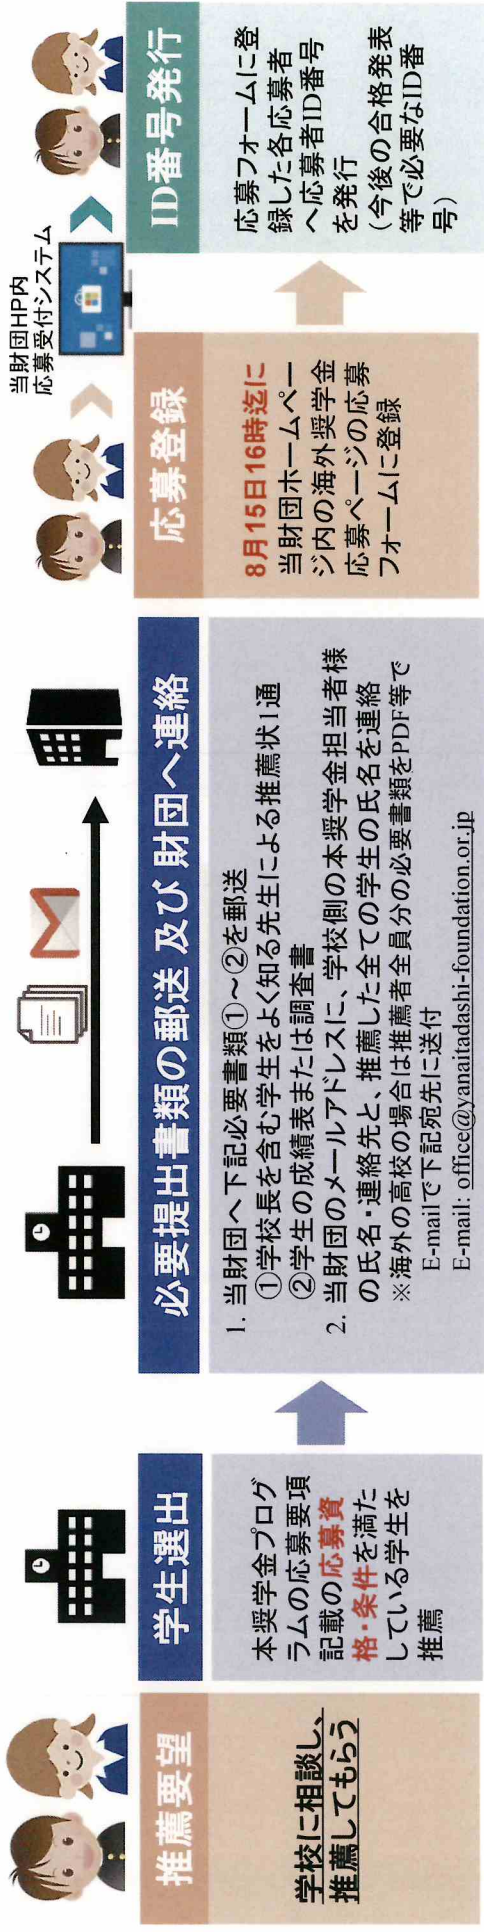 推薦要望
学校に相談し、
推薦してもらう
学生選出
本奨学金プログ
ラムの応募要項
記載の応募資
格・条件を満た
している学生を
推薦
必要提出書類の郵送 及び 財団へ連絡
1. 当財団へ下記必要書類①～②を郵送
①学校長を含む学生をよく知る先生による推薦状1通
②学生の成績表または調査書
2. 当財団のメールアドレスに、学校側の本奨学金担当者様
の氏名・連絡先と、推薦した全ての学生の氏名を連絡
※海外の高校の場合は推薦者全員分の必要書類をPDF等で
E-mailで下記宛先に送付
E-mail: office@yanaitadashi-foundation.or.jp
応募登録
8月15日16時迄に
当財団ホームペー
ジ内の海外奨学金
応募ページの応募
フォームに登録
当財団HP内
応募受付システム
ID番号発行
応募フォームに登
録した各応募者
へ応募者ID番号
を発行
(今後の合格発表
等で必要なID番
号)